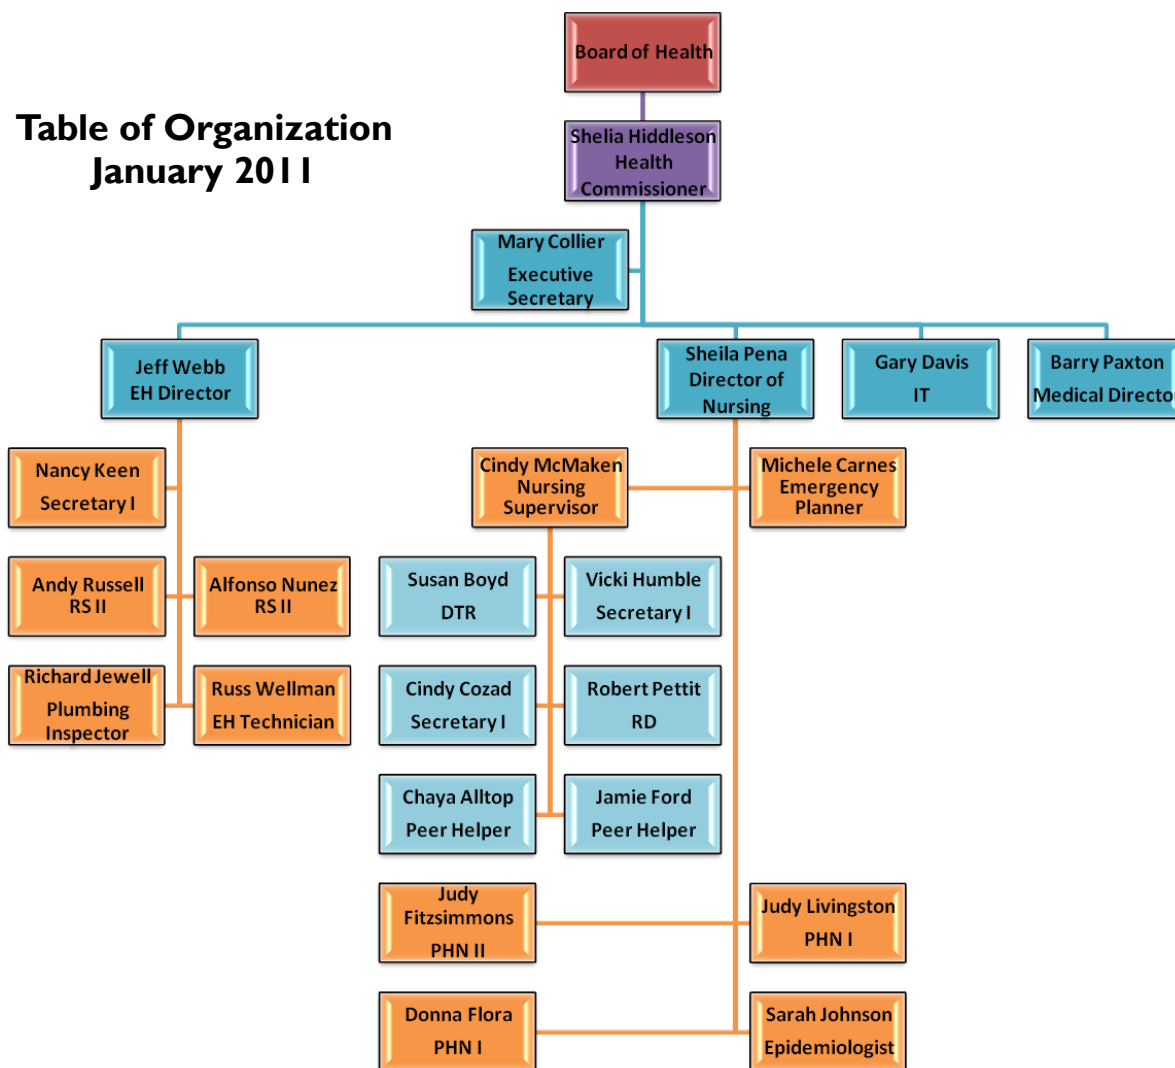 Board of Health
Table of Organization
January 2011
Shelia Hiddleson
Health
Commissioner
Mary Collier
Executive
Secretary
Jeff Webb
EH Director
Sheila Pena
Director of
Nursing
Gary Davis
IT
Barry Paxton
Medical Director
Nancy Keen
Secretary I
Cindy McMaken
Nursing
Supervisor
Michele Carnes
Emergency
Planner
Andy Russell
RS II
Alfonso Nunez
RS II
Susan Boyd
DTR
Vicki Humble
Secretary I
Richard Jewell
Plumbing
Inspector
Russ Wellman
EH Technician
Cindy Cozad
Secretary I
Robert Pettit
RD
Chaya Alltop
Peer Helper
Jamie Ford
Peer Helper
Judy
Fitzsimmons
PHN II
Judy Livingston
PHN I
Donna Flora
PHN I
Sarah Johnson
Epidemiologist